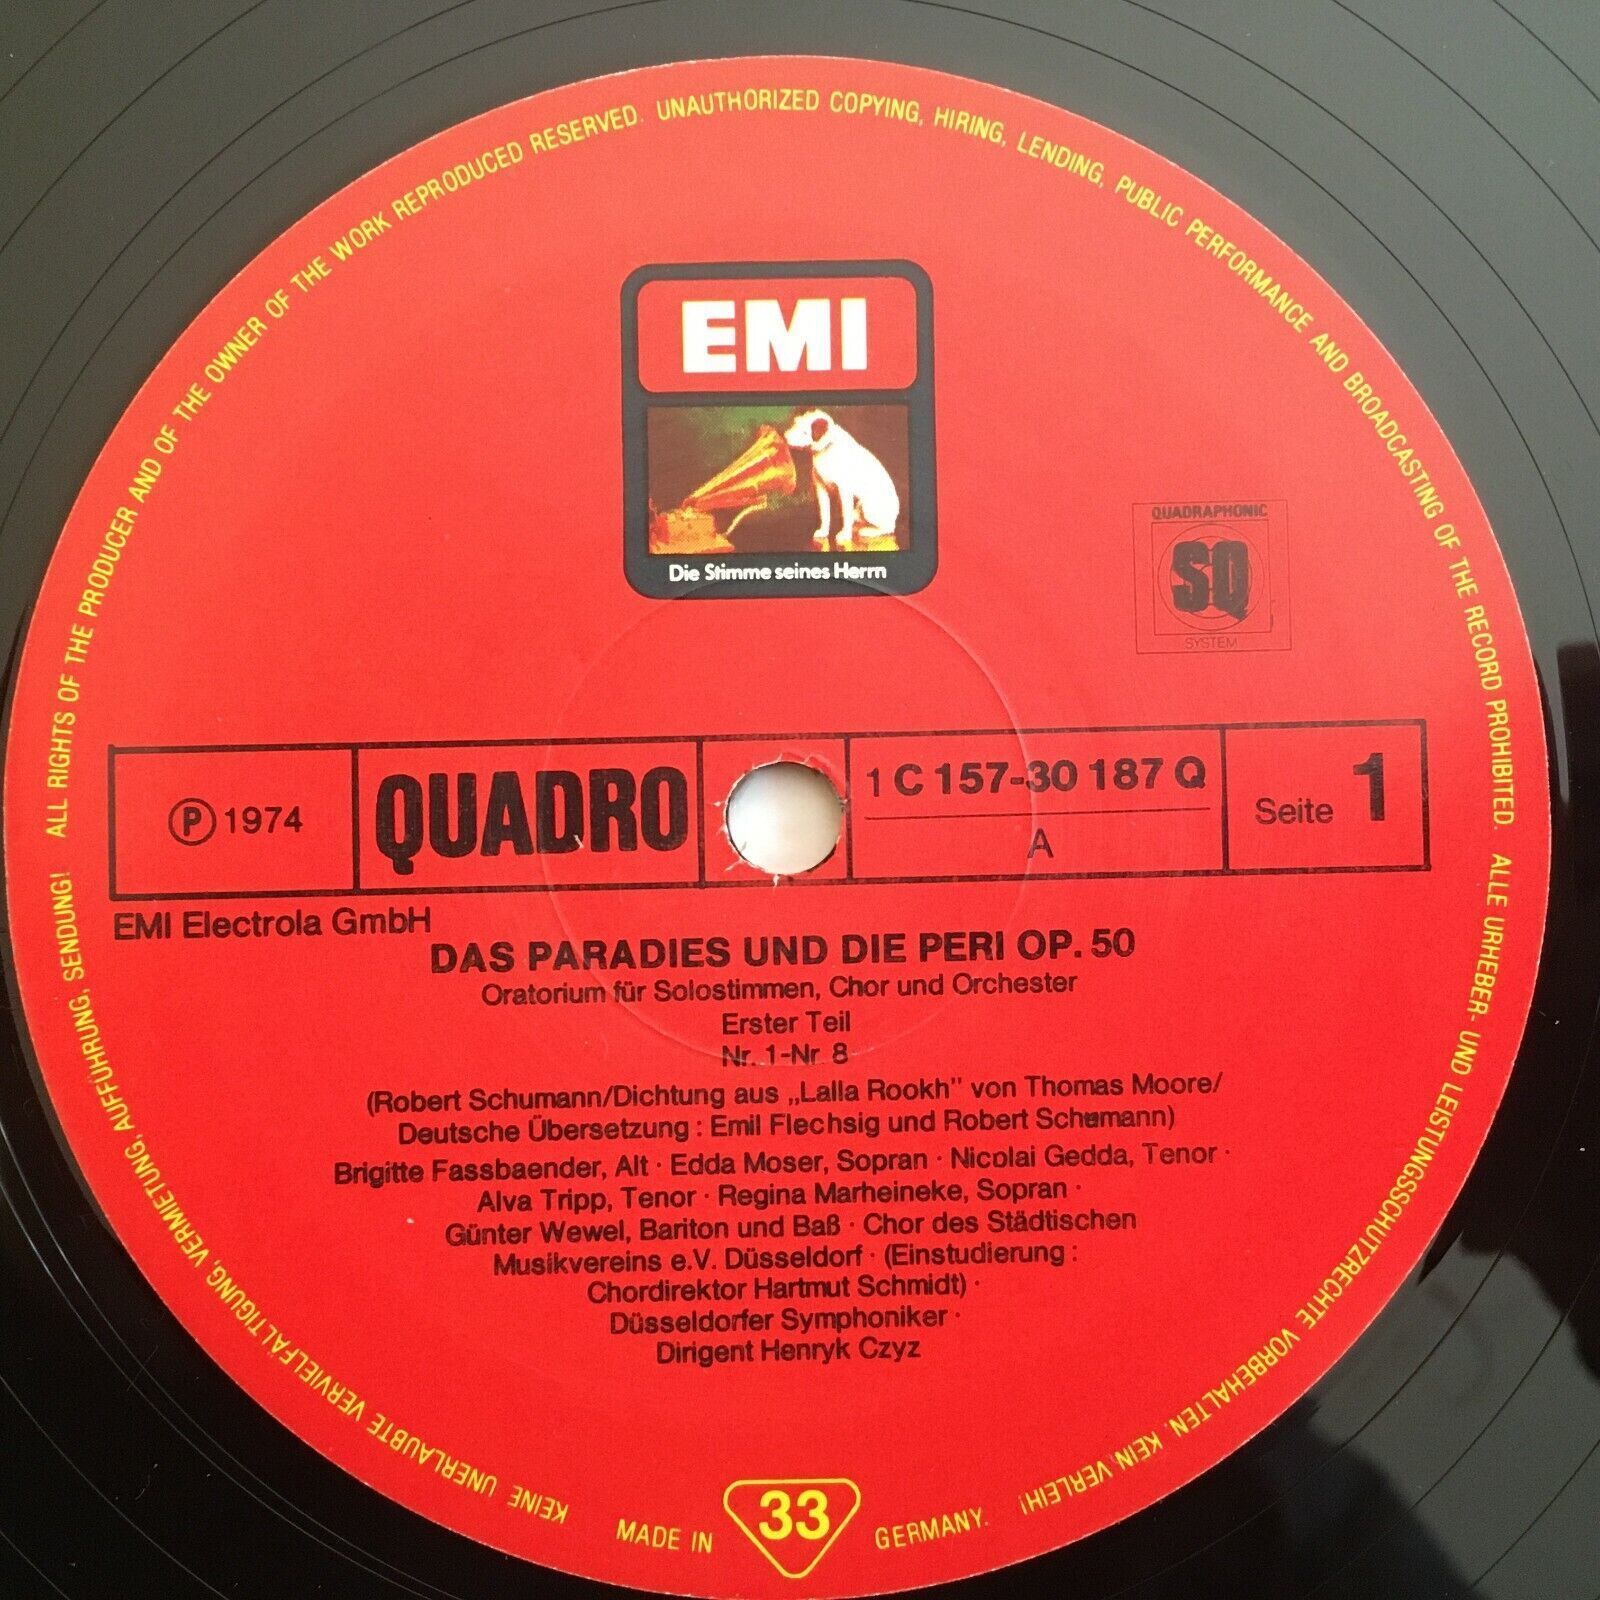 ALL RIGHTS OF THE PRODUCER AND OF THE OWNER OF THE WORK REPRODUCED RESERVED. UNAUTHORIZED COPYING, HIRING, LENDING, PUBLIC PERFORMANCE AND BROADCASTING OF THE RECORD PROHIBITED.
ALLE URHEBER- UND LEISTUNGSSCHUTZRECHTE VORBEHALTEN. KEIN VERLEIH!
KEINE UNERLAUBTE VERVIELFÄLTIGUNG, VERMIETUNG, AUFFÜHRUNG, SENDUNG!
EMI
Die Stimme seines Herrn
QUADRAPHONIC
SQ
SYSTEM
Ⓟ 1974
QUADRO
1 C 157-30 187 Q
A
Seite 1
EMI Electrola GmbH
DAS PARADIES UND DIE PERI OP. 50
Oratorium für Solostimmen, Chor und Orchester
Erster Teil
Nr. 1-Nr. 8
(Robert Schumann/Dichtung aus „Lalla Rookh" von Thomas Moore/
Deutsche Übersetzung: Emil Flechsig und Robert Schumann)
Brigitte Fassbaender, Alt · Edda Moser, Sopran · Nicolai Gedda, Tenor ·
Alva Tripp, Tenor · Regina Marheineke, Sopran ·
Günter Wewel, Bariton und Baß · Chor des Städtischen
Musikvereins e.V. Düsseldorf · (Einstudierung:
Chordirektor Hartmut Schmidt) ·
Düsseldorfer Symphoniker ·
Dirigent Henryk Czyz
MADE IN 33 GERMANY.